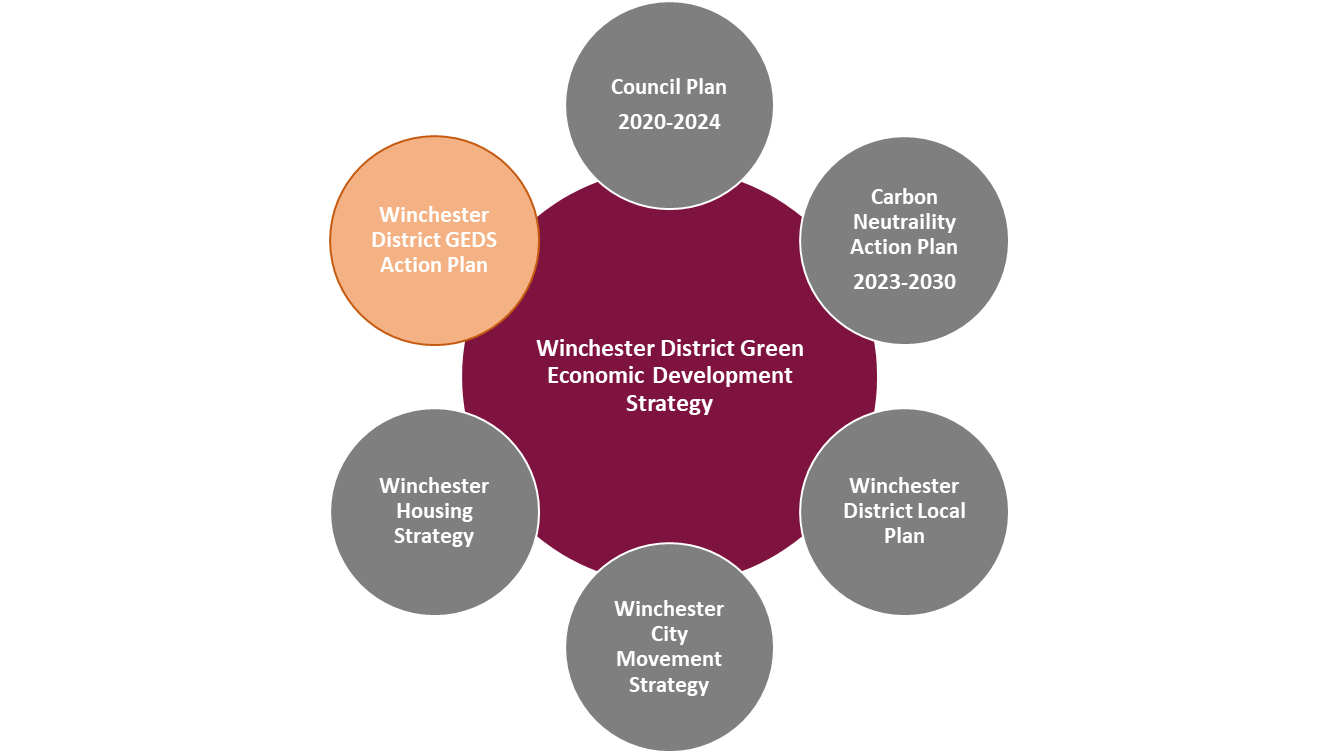 Council Plan
2020-2024
Carbon
Neutraility
Action Plan
2023-2030
Winchester
District GEDS
Action Plan
Winchester District Green
Economic Development
Strategy
Winchester
Housing
Strategy
Winchester
District Local
Plan
Winchester
City
Movement
Strategy